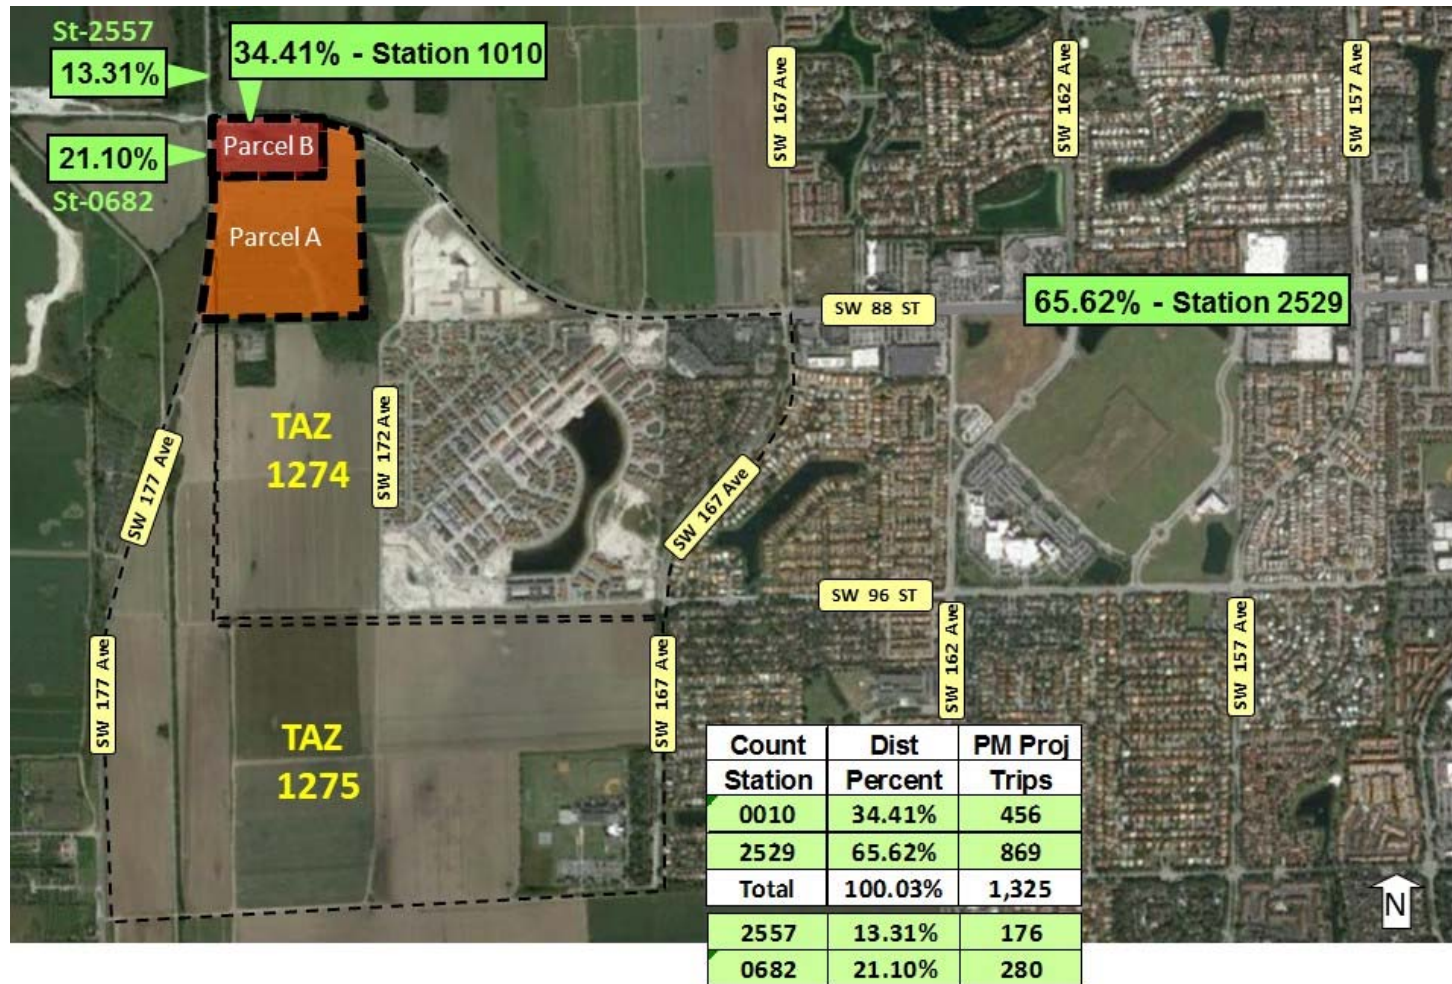 St-2557
13.31%
34.41% - Station 1010
Parcel B
21.10%
St-0682
Parcel A
SW 167 Ave
SW 162 Ave
SW 157 Ave
SW 88 ST
65.62% - Station 2529
TAZ
1274
SW 172 Ave
SW 177 Ave
SW 167 Ave
SW 96 ST
SW 177 Ave
SW 167 Ave
SW 162 Ave
SW 157 Ave
TAZ
1275
Count Dist PM Proj
Station Percent Trips
0010 34.41% 456
2529 65.62% 869
Total 100.03% 1,325
2557 13.31% 176
0682 21.10% 280
N